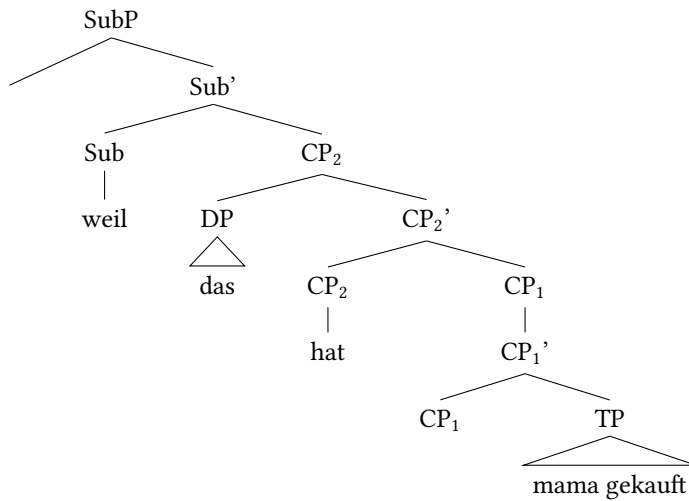 SubP
Sub’
Sub CP₂
weil DP CP₂’
das CP₂ CP₁
hat CP₁’
CP₁ TP
mama gekauft